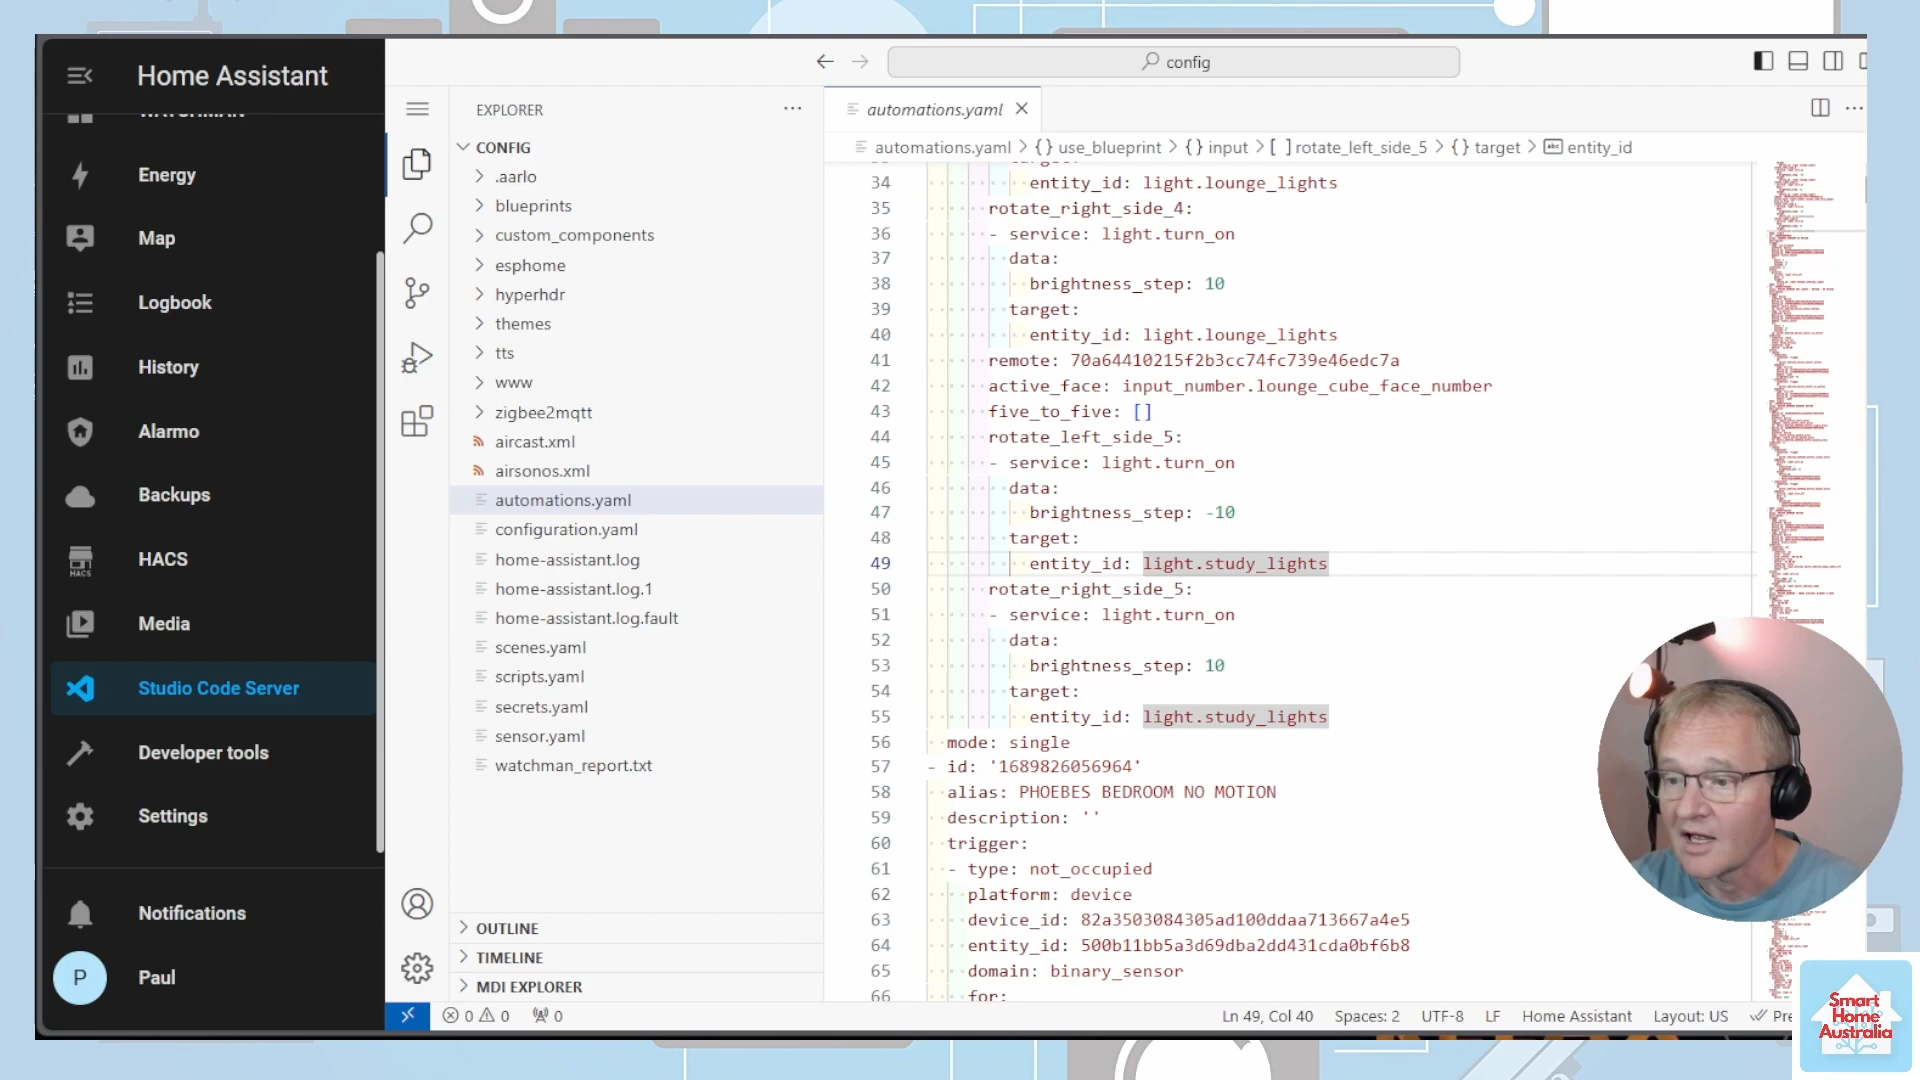 Home Assistant
WATCHMAN
Energy
Map
Logbook
History
Alarmo
Backups
HACS
HACS
Media
Studio Code Server
Developer tools
Settings
Notifications
P
Paul
config
EXPLORER
CONFIG
.aarlo
blueprints
custom_components
esphome
hyperhdr
themes
tts
www
zigbee2mqtt
aircast.xml
airsonos.xml
automations.yaml
configuration.yaml
home-assistant.log
home-assistant.log.1
home-assistant.log.fault
scenes.yaml
scripts.yaml
secrets.yaml
sensor.yaml
watchman_report.txt
OUTLINE
TIMELINE
MDI EXPLORER
automations.yaml
automations.yaml > {} use_blueprint > {} input > [ ] rotate_left_side_5 > {} target > abc entity_id
34 entity_id: light.lounge_lights
35 rotate_right_side_4:
36 - service: light.turn_on
37 data:
38 brightness_step: 10
39 target:
40 entity_id: light.lounge_lights
41 remote: 70a64410215f2b3cc74fc739e46edc7a
42 active_face: input_number.lounge_cube_face_number
43 five_to_five: []
44 rotate_left_side_5:
45 - service: light.turn_on
46 data:
47 brightness_step: -10
48 target:
49 entity_id: light.study_lights
50 rotate_right_side_5:
51 - service: light.turn_on
52 data:
53 brightness_step: 10
54 target:
55 entity_id: light.study_lights
56 mode: single
57 - id: '1689826056964'
58 alias: PHOEBES BEDROOM NO MOTION
59 description: ''
60 trigger:
61 - type: not_occupied
62 platform: device
63 device_id: 82a3503084305ad100ddaa713667a4e5
64 entity_id: 500b11bb5a3d69dba2dd431cda0bf6b8
65 domain: binary_sensor
66 for:
0 0 0 Ln 49, Col 40 Spaces: 2 UTF-8 LF Home Assistant Layout: US Pre
Smart
Home
Australia